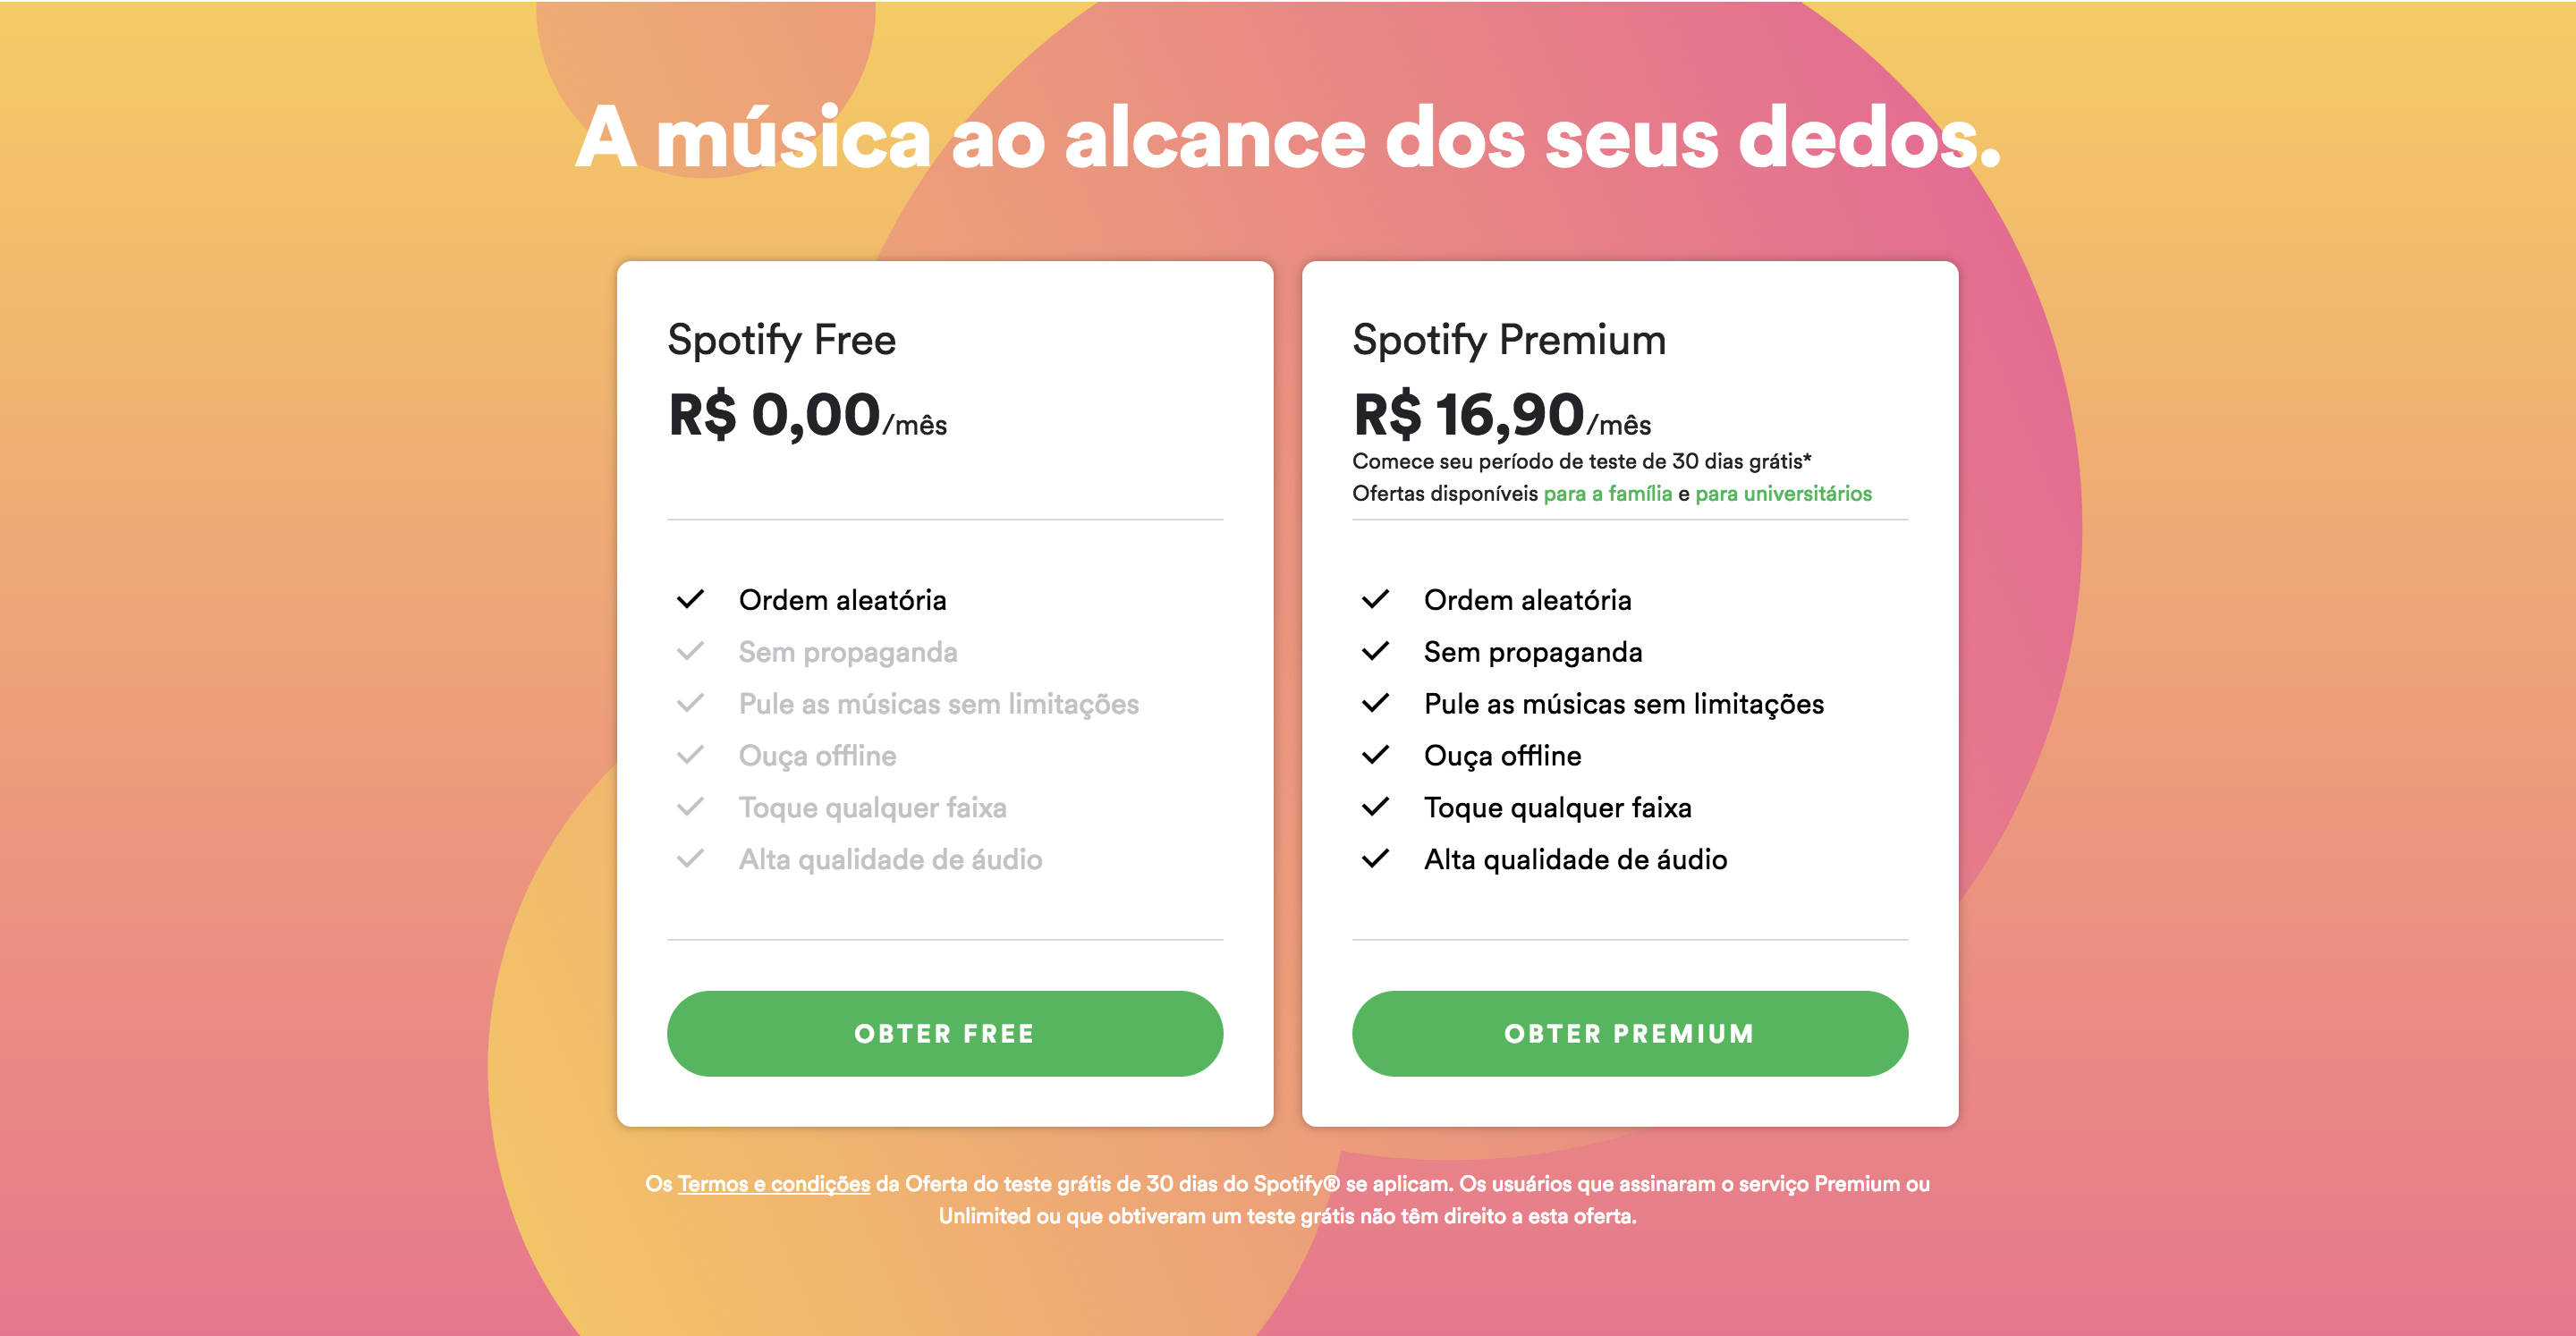 A música ao alcance dos seus dedos.
Spotify Free
R$ 0,00/mês
Ordem aleatória
Sem propaganda
Pule as músicas sem limitações
Ouça offline
Toque qualquer faixa
Alta qualidade de áudio
OBTER FREE
Spotify Premium
R$ 16,90/mês
Comece seu período de teste de 30 dias grátis*
Ofertas disponíveis para a família e para universitários
Ordem aleatória
Sem propaganda
Pule as músicas sem limitações
Ouça offline
Toque qualquer faixa
Alta qualidade de áudio
OBTER PREMIUM
Os Termos e condições da Oferta do teste grátis de 30 dias do Spotify® se aplicam. Os usuários que assinaram o serviço Premium ou
Unlimited ou que obtiveram um teste grátis não têm direito a esta oferta.